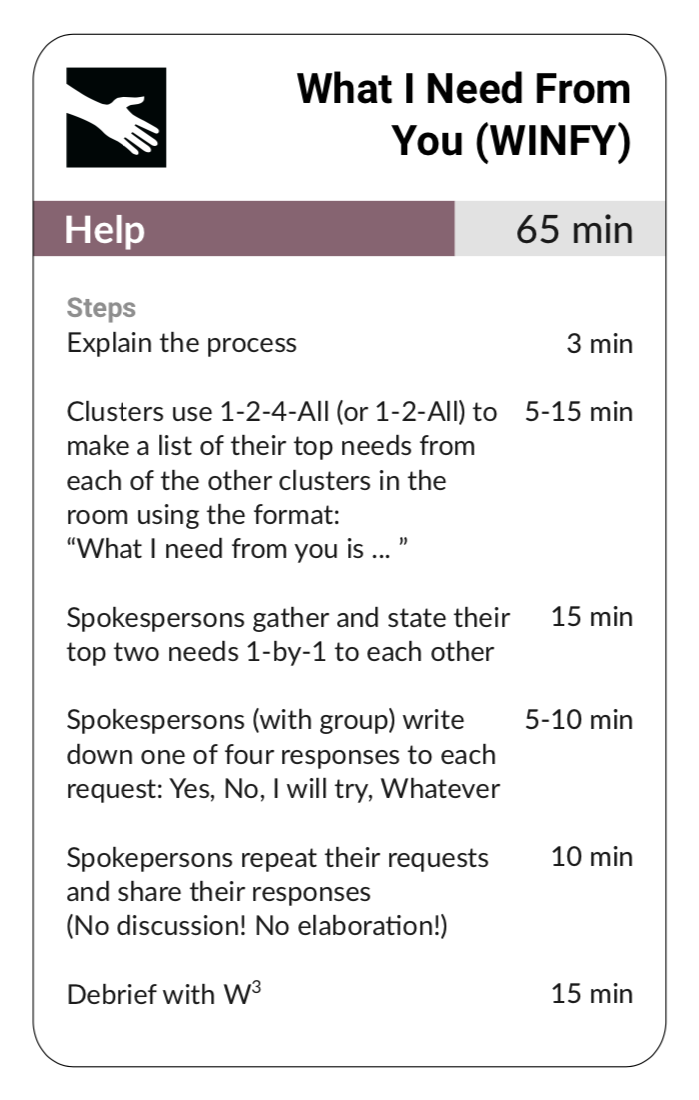 What I Need From
You (WINFY)
Help 65 min
Steps
Explain the process 3 min
Clusters use 1-2-4-All (or 1-2-All) to 5-15 min
make a list of their top needs from
each of the other clusters in the
room using the format:
“What I need from you is ... ”
Spokespersons gather and state their 15 min
top two needs 1-by-1 to each other
Spokespersons (with group) write 5-10 min
down one of four responses to each
request: Yes, No, I will try, Whatever
Spokepersons repeat their requests 10 min
and share their responses
(No discussion! No elaboration!)
Debrief with W³ 15 min